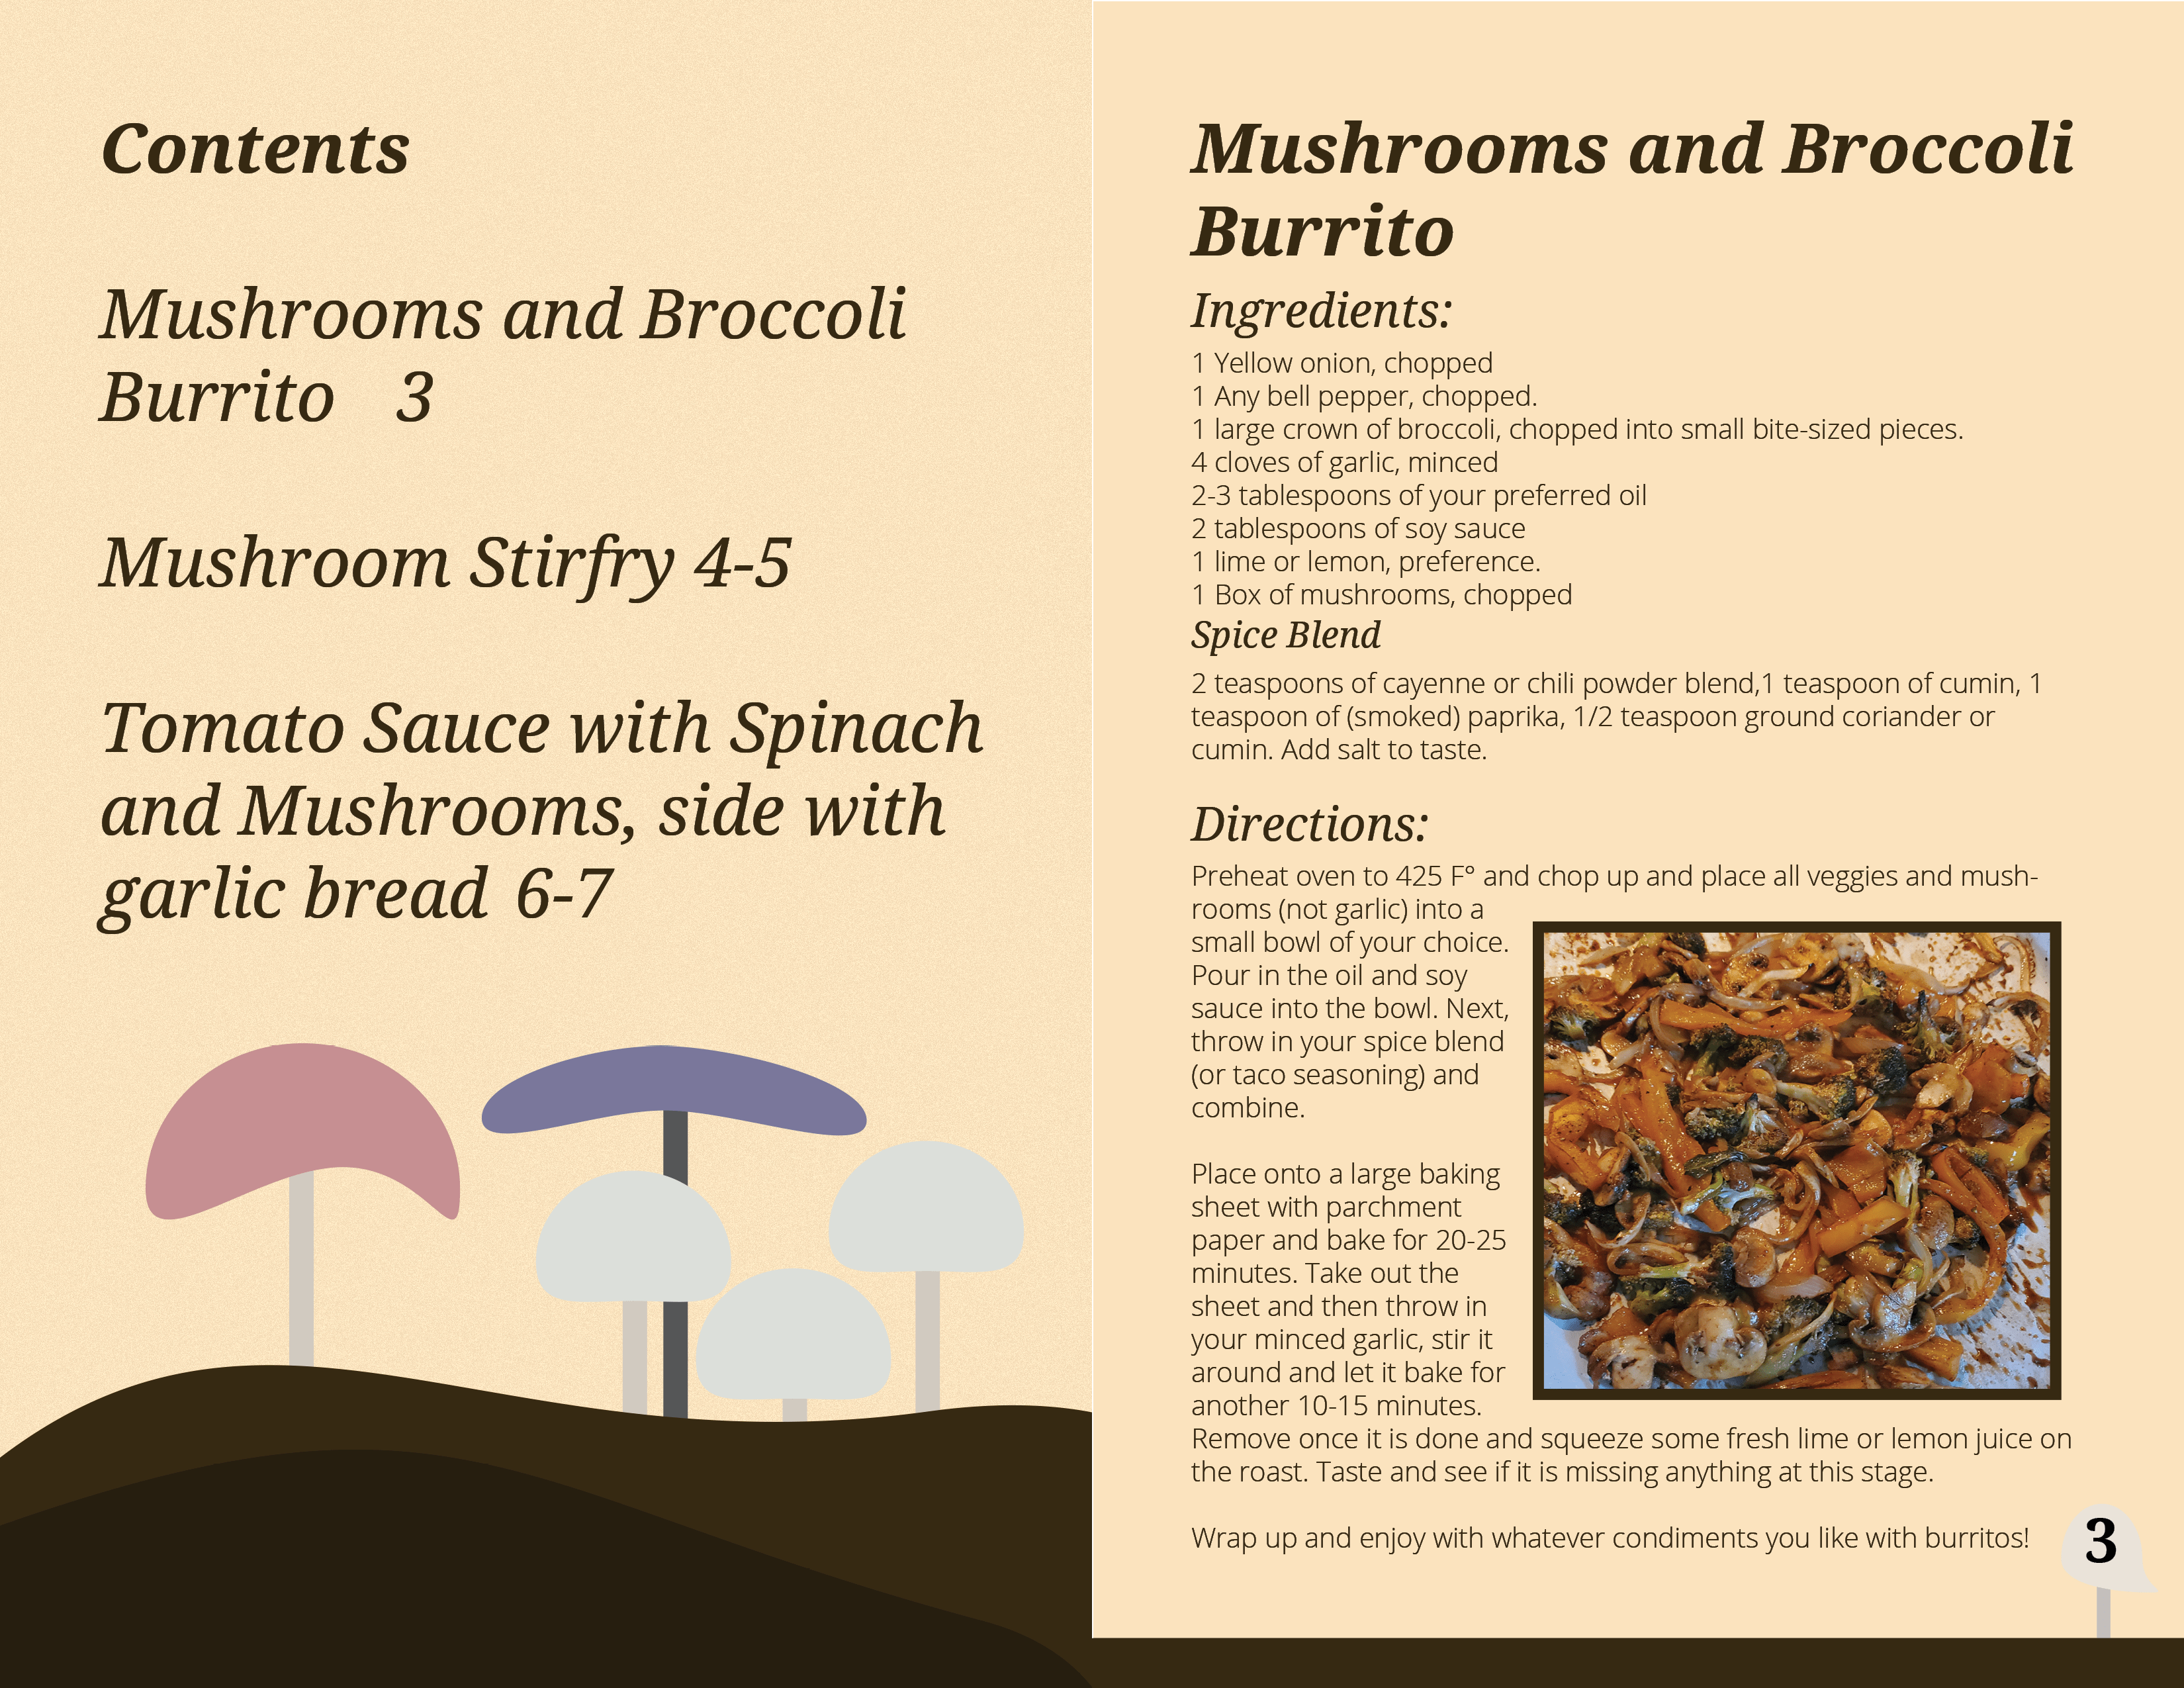 Contents
Mushrooms and Broccoli
Burrito 3
Mushroom Stirfry 4-5
Tomato Sauce with Spinach
and Mushrooms, side with
garlic bread 6-7
Mushrooms and Broccoli
Burrito
Ingredients:
1 Yellow onion, chopped
1 Any bell pepper, chopped.
1 large crown of broccoli, chopped into small bite-sized pieces.
4 cloves of garlic, minced
2-3 tablespoons of your preferred oil
2 tablespoons of soy sauce
1 lime or lemon, preference.
1 Box of mushrooms, chopped
Spice Blend
2 teaspoons of cayenne or chili powder blend,1 teaspoon of cumin, 1
teaspoon of (smoked) paprika, 1/2 teaspoon ground coriander or
cumin. Add salt to taste.
Directions:
Preheat oven to 425 F° and chop up and place all veggies and mush-
rooms (not garlic) into a
small bowl of your choice.
Pour in the oil and soy
sauce into the bowl. Next,
throw in your spice blend
(or taco seasoning) and
combine.
Place onto a large baking
sheet with parchment
paper and bake for 20-25
minutes. Take out the
sheet and then throw in
your minced garlic, stir it
around and let it bake for
another 10-15 minutes.
Remove once it is done and squeeze some fresh lime or lemon juice on
the roast. Taste and see if it is missing anything at this stage.
Wrap up and enjoy with whatever condiments you like with burritos!
3